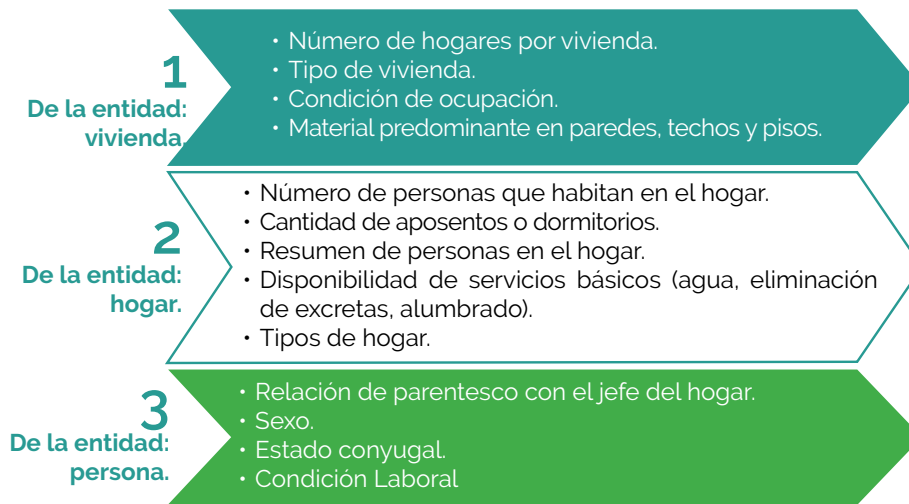 1
De la entidad:
vivienda.
• Número de hogares por vivienda.
• Tipo de vivienda.
• Condición de ocupación.
• Material predominante en paredes, techos y pisos.
2
De la entidad:
hogar.
• Número de personas que habitan en el hogar.
• Cantidad de aposentos o dormitorios.
• Resumen de personas en el hogar.
• Disponibilidad de servicios básicos (agua, eliminación
de excretas, alumbrado).
• Tipos de hogar.
3
De la entidad:
persona.
• Relación de parentesco con el jefe del hogar.
• Sexo.
• Estado conyugal.
• Condición Laboral